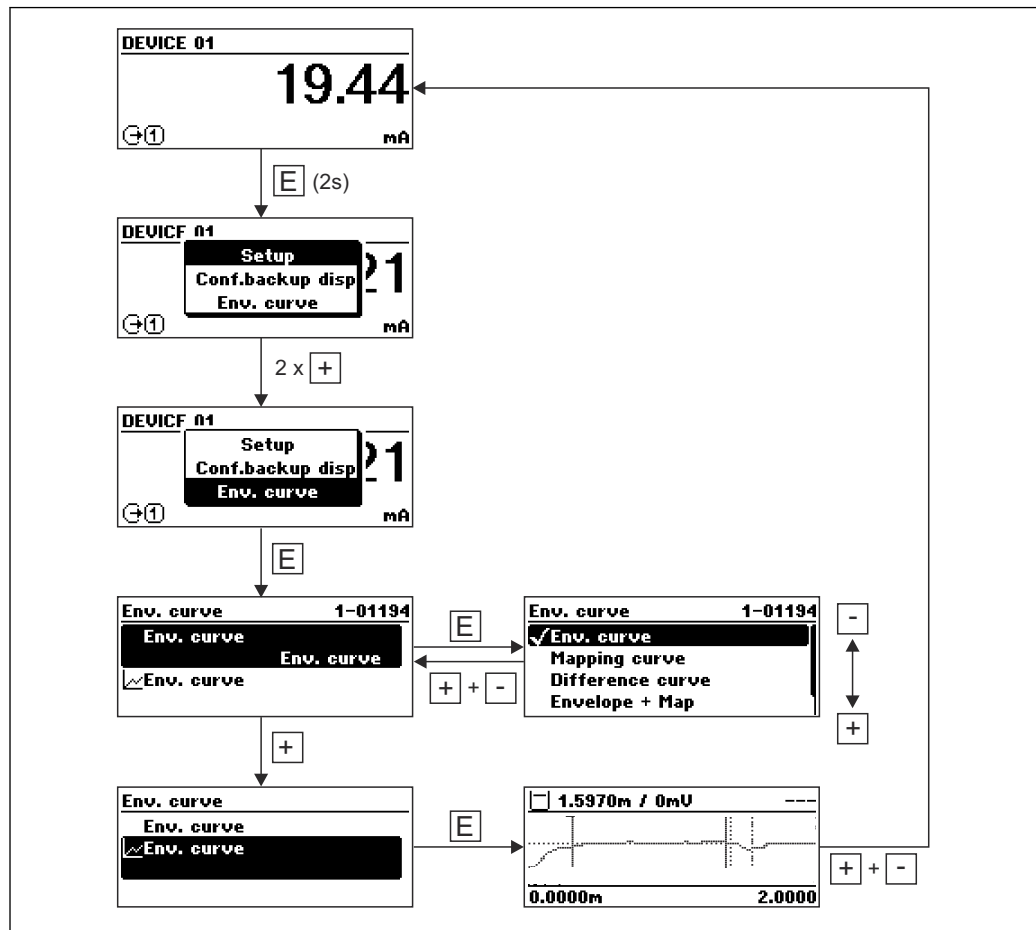 DEVICE 01
19.44
mA
E (2s)
DEVICE 01
Setup
Conf.backup disp
Env. curve
21
mA
2 x +
DEVICE 01
Setup
Conf.backup disp
Env. curve
21
mA
E
Env. curve 1-01194
Env. curve
Env. curve
Env. curve
E
+ + -
Env. curve 1-01194
✓Env. curve
Mapping curve
Difference curve
Envelope + Map
-
+
+
Env. curve
Env. curve
Env. curve
E
1.5970m / 0mV ---
0.0000m 2.0000
+ + -